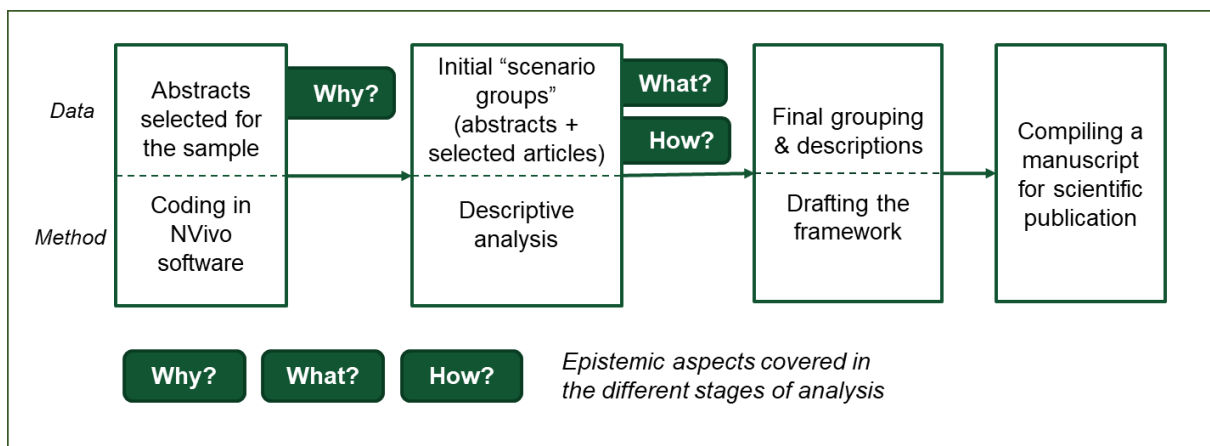 Data
Method
Abstracts
selected for
the sample
Coding in
NVivo
software
Why?
Initial “scenario
groups”
(abstracts +
selected articles)
Descriptive
analysis
What?
How?
Final grouping
& descriptions
Drafting the
framework
Compiling a
manuscript
for scientific
publication
Why?
What?
How?
Epistemic aspects covered in
the different stages of analysis